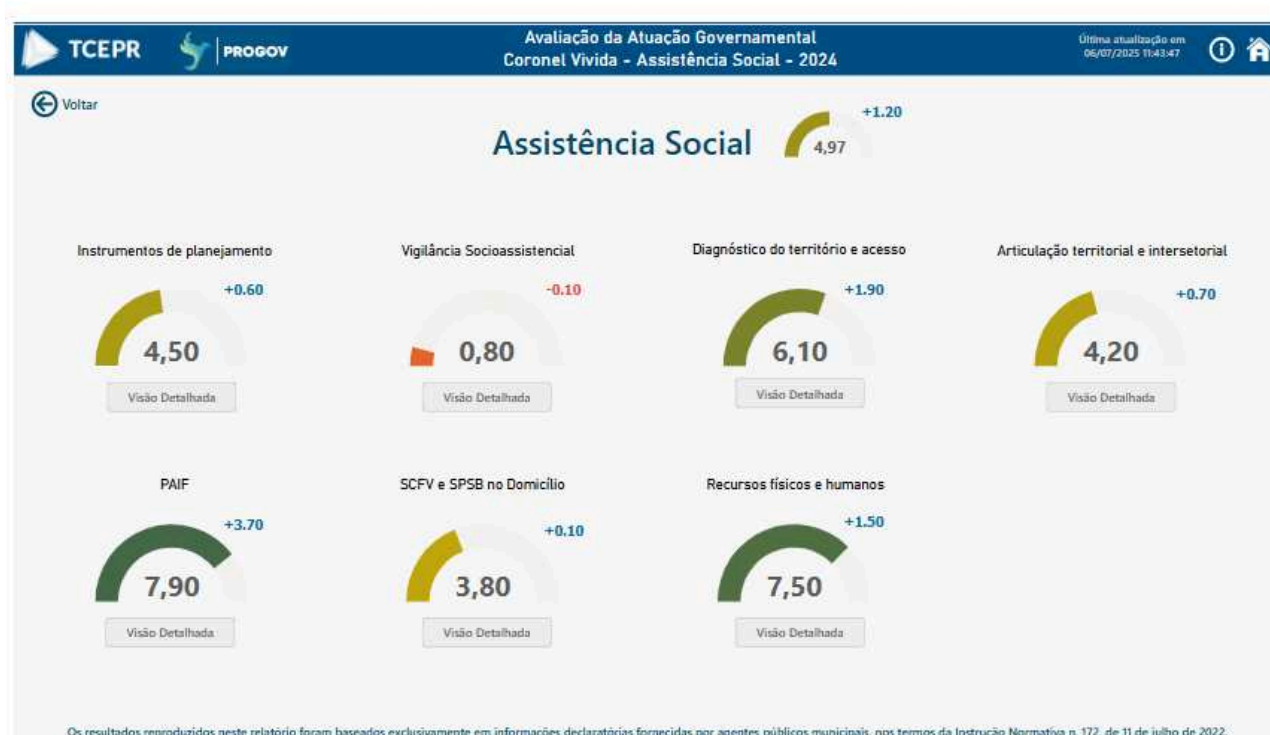 TCEPR
PROGOV
Avaliação da Atuação Governamental
Coronel Vivida - Assistência Social - 2024
Última atualização em
06/07/2025 11:43:47
Voltar
Assistência Social
+1.20
4,97
Instrumentos de planejamento
+0.60
4,50
Visão Detalhada
Vigilância Socioassistencial
-0.10
0,80
Visão Detalhada
Diagnóstico do território e acesso
+1.90
6,10
Visão Detalhada
Articulação territorial e intersetorial
+0.70
4,20
Visão Detalhada
PAIF
+3.70
7,90
Visão Detalhada
SCFV e SPSB no Domicílio
+0.10
3,80
Visão Detalhada
Recursos físicos e humanos
+1.50
7,50
Visão Detalhada
Os resultados reproduzidos neste relatório foram baseados exclusivamente em informações declaratórias fornecidas por agentes públicos municipais, nos termos da Instrução Normativa n. 172, de 11 de julho de 2022.